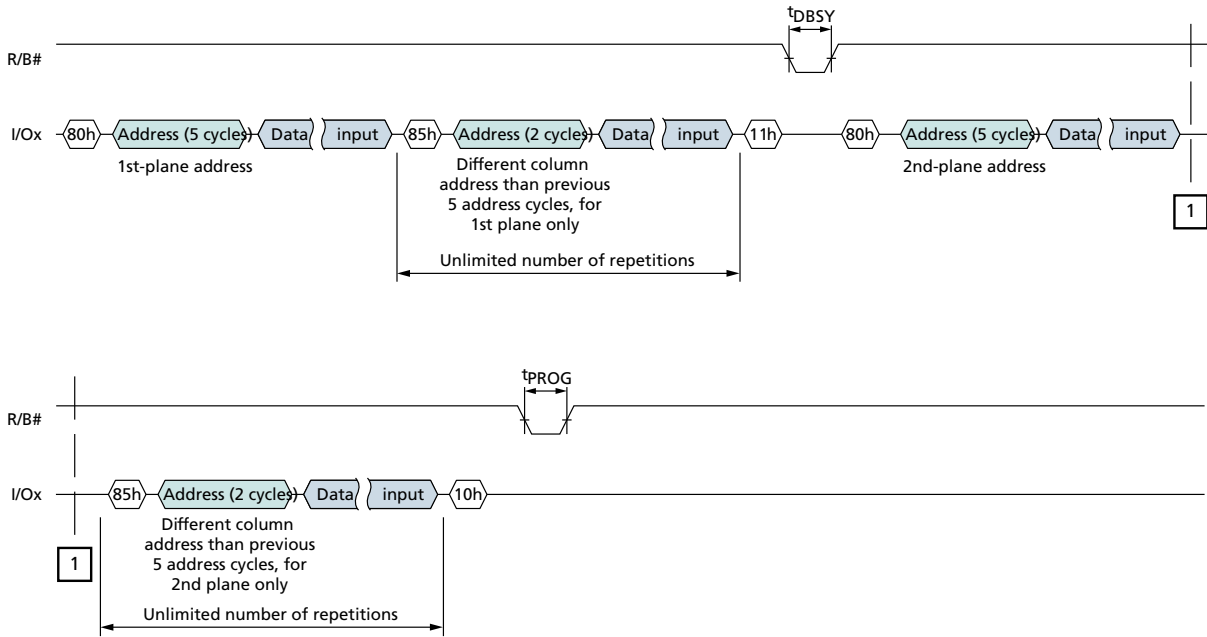 tDBSY
R/B#
I/Ox 80h Address (5 cycles) Data input 85h Address (2 cycles) Data input 11h 80h Address (5 cycles) Data input
1st-plane address
Different column
address than previous
5 address cycles, for
1st plane only
2nd-plane address
1
Unlimited number of repetitions
tPROG
R/B#
I/Ox 85h Address (2 cycles) Data input 10h
Different column
address than previous
5 address cycles, for
2nd plane only
1
Unlimited number of repetitions